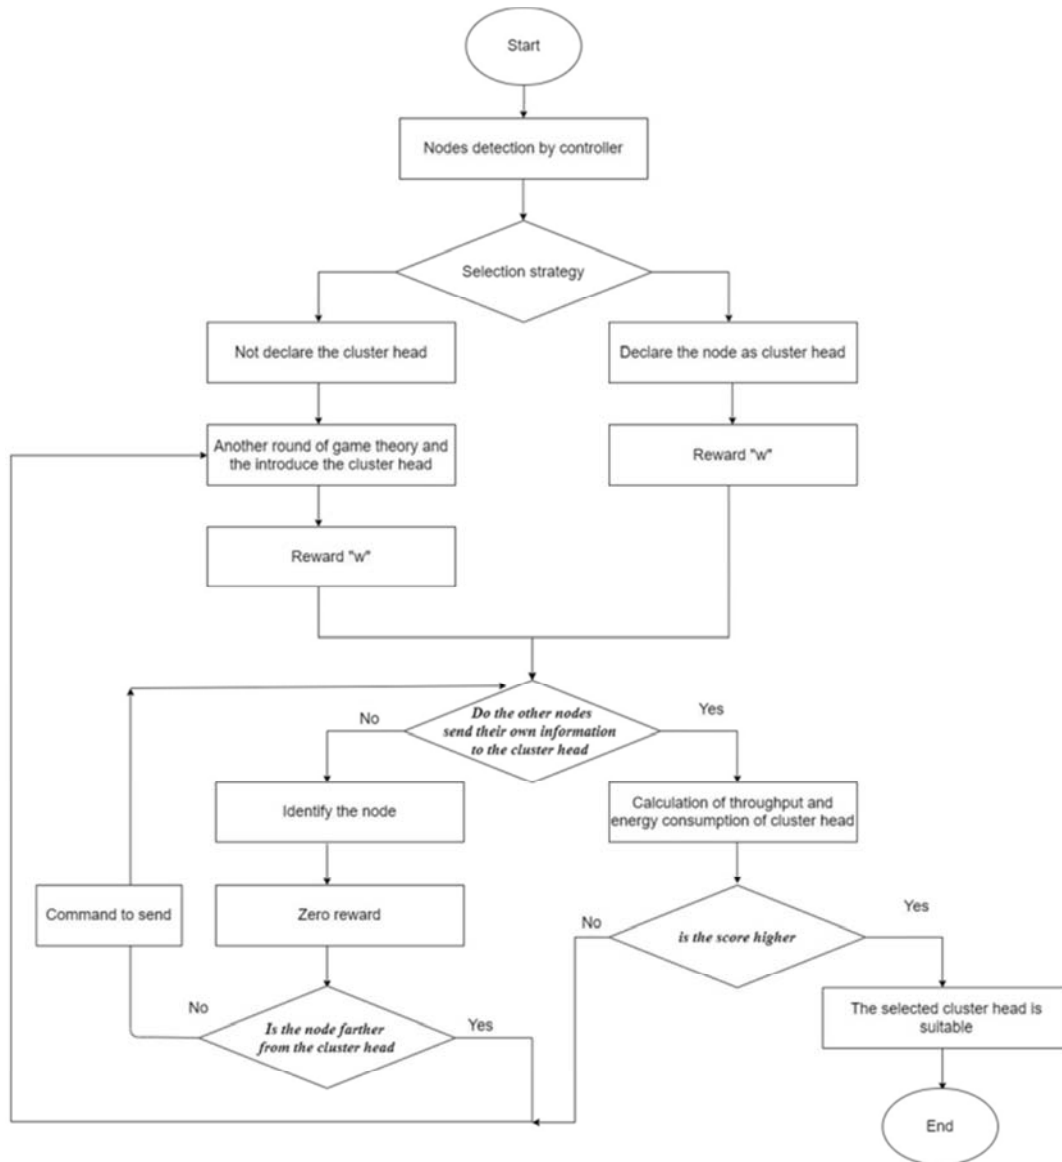 Start
Nodes detection by controller
Selection strategy
Not declare the cluster head
Declare the node as cluster head
Another round of game theory and
the introduce the cluster head
Reward "w"
Reward "w"
Do the other nodes
send their own information
to the cluster head
No
Yes
Identify the node
Calculation of throughput and
energy consumption of cluster head
Command to send
Zero reward
is the score higher
No
Yes
Is the node farther
from the cluster head
No
Yes
The selected cluster head is
suitable
End